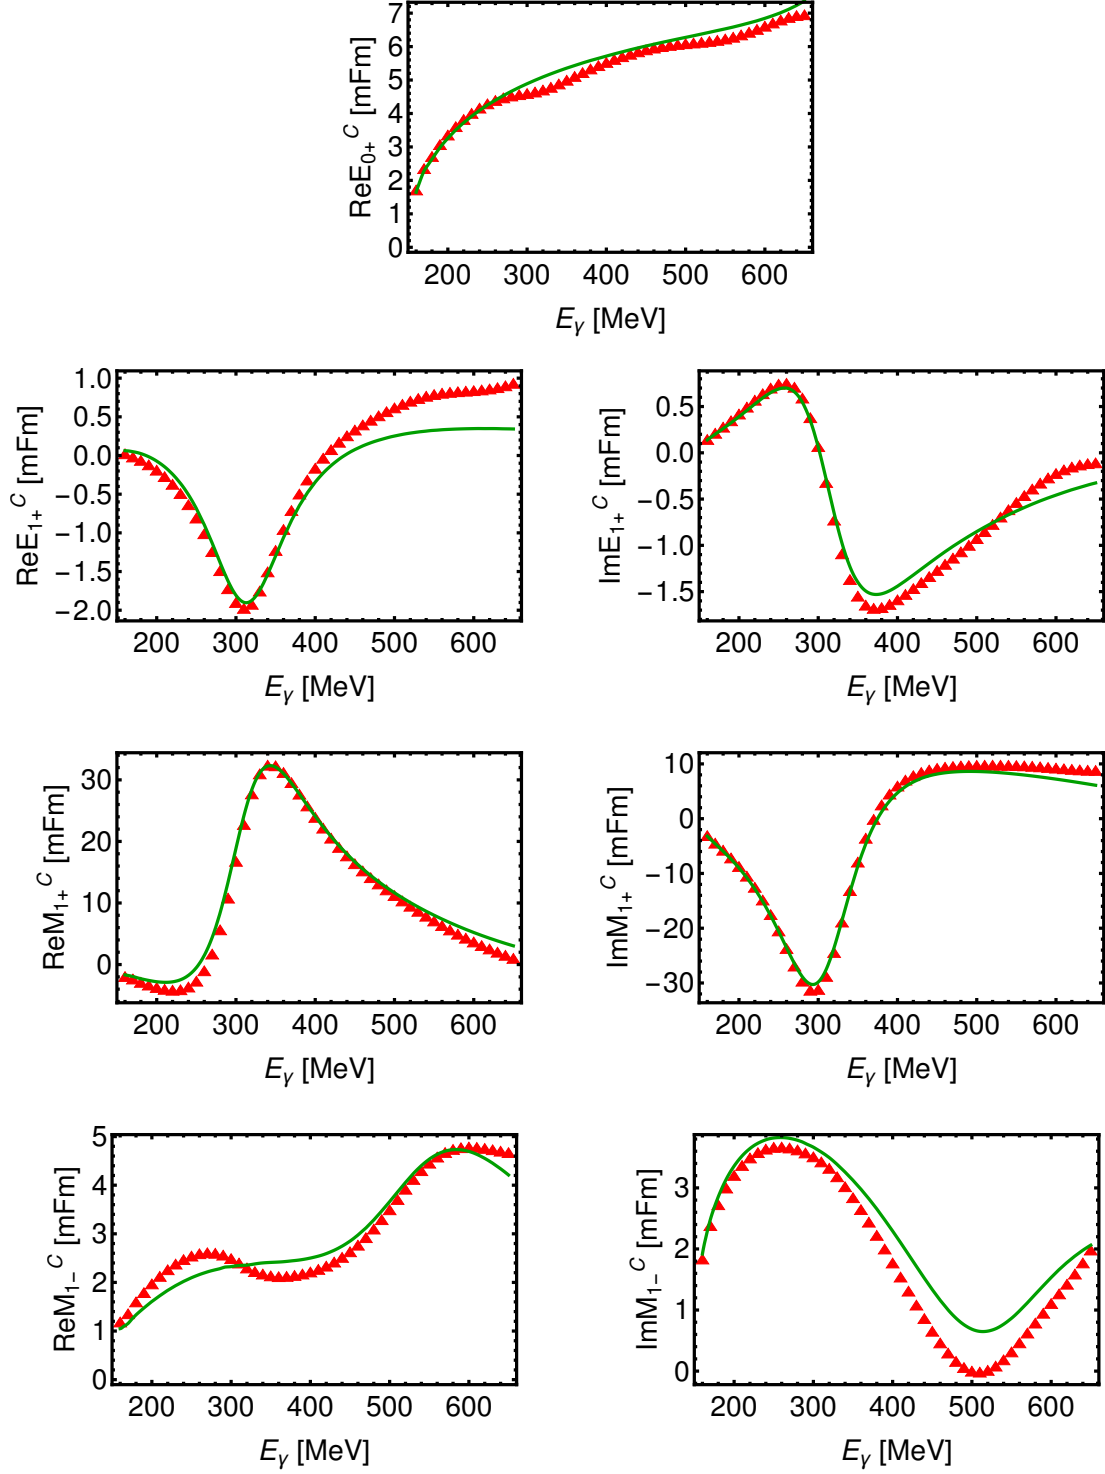 7
6
5
4
3
2
1
0
ReE₀₊ᶜ [mFm]
200 300 400 500 600
Eᵧ [MeV]
1.0
0.5
0.0
−0.5
−1.0
−1.5
−2.0
ReE₁₊ᶜ [mFm]
200 300 400 500 600
Eᵧ [MeV]
0.5
0.0
−0.5
−1.0
−1.5
ImE₁₊ᶜ [mFm]
200 300 400 500 600
Eᵧ [MeV]
30
20
10
0
ReM₁₊ᶜ [mFm]
200 300 400 500 600
Eᵧ [MeV]
10
0
−10
−20
−30
ImM₁₊ᶜ [mFm]
200 300 400 500 600
Eᵧ [MeV]
5
4
3
2
1
0
ReM₁₋ᶜ [mFm]
200 300 400 500 600
Eᵧ [MeV]
3
2
1
0
ImM₁₋ᶜ [mFm]
200 300 400 500 600
Eᵧ [MeV]